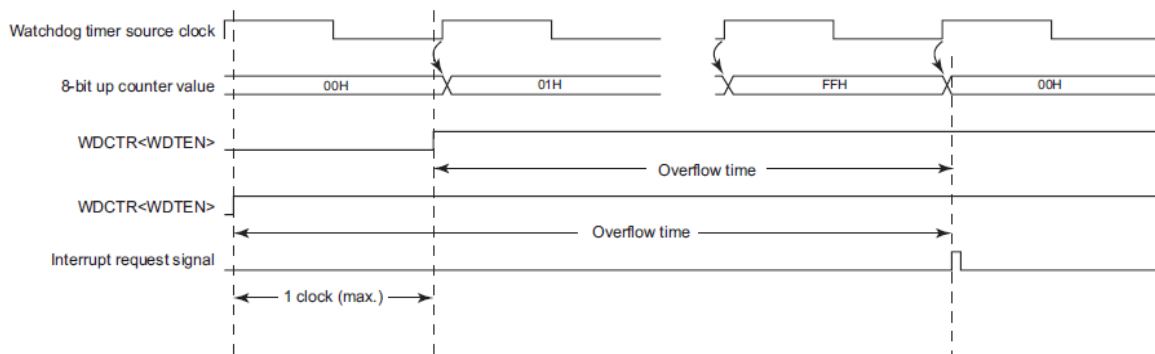 Watchdog timer source clock
8-bit up counter value
00H
01H
FFH
00H
WDCTR<WDTEN>
Overflow time
WDCTR<WDTEN>
Overflow time
Interrupt request signal
1 clock (max.)